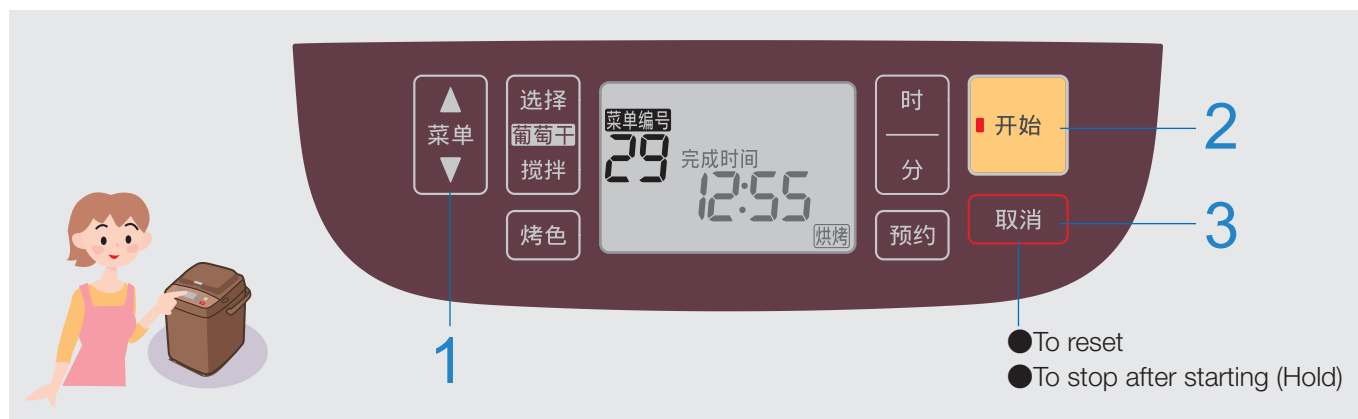 ▲
菜单
▼
选择
葡萄干
搅拌
烤色
菜单编号
29
完成时间
12:55
烘烤
时
分
预约
开始
取消
1
2
3
●To reset
●To stop after starting (Hold)